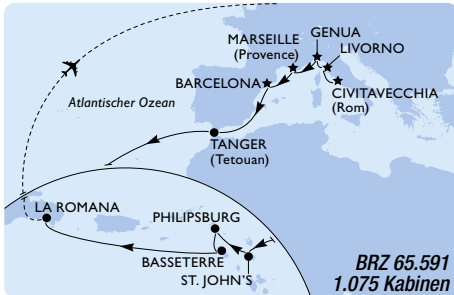 GENUA
MARSEILLE
(Provence)
LIVORNO
BARCELONA
CIVITAVECCHIA
(Rom)
Atlantischer Ozean
TANGER
(Tetouan)
LA ROMANA
PHILIPSBURG
BASSETERRE
ST. JOHN'S
BRZ 65.591
1.075 Kabinen